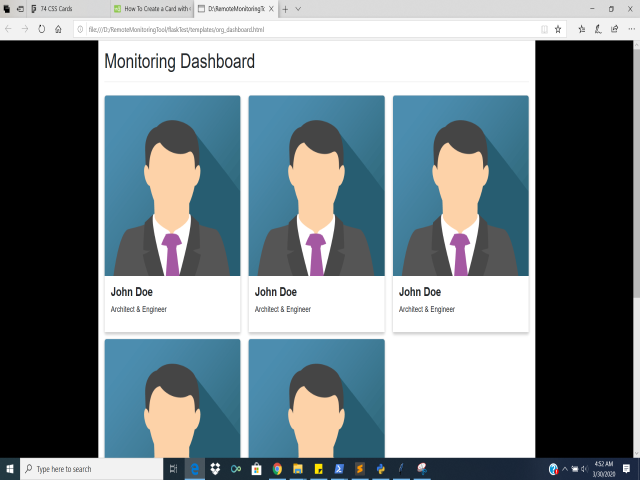 74 CSS Cards
How To Create a Card with
D:\RemoteMonitoringTo
file:///D:/RemoteMonitoringTool/flaskTest/templates/org_dashboard.html
Monitoring Dashboard
John Doe
Architect & Engineer
John Doe
Architect & Engineer
John Doe
Architect & Engineer
Type here to search
4:52 AM
3/30/2020